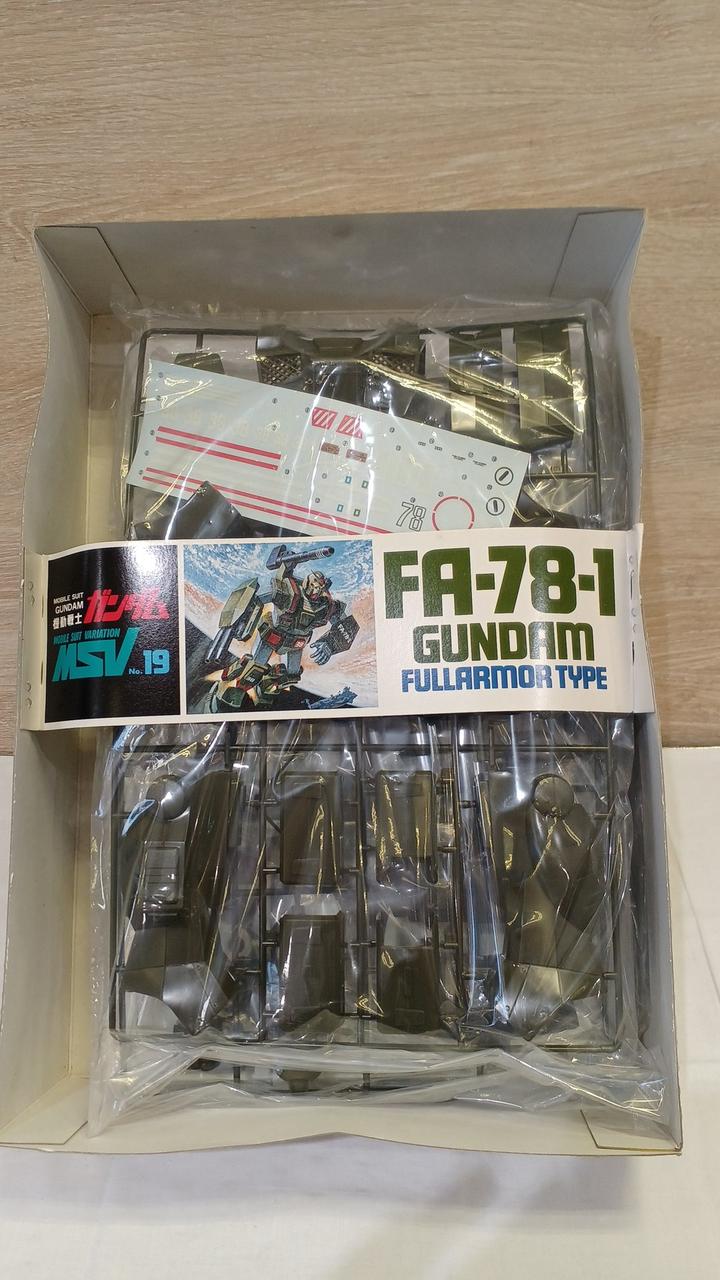 78
MOBILE SUIT
GUNDAM
機動戦士 ガンダム
MOBILE SUIT VARIATION
MSV No. 19
FA-78-1
GUNDAM
FULLARMOR TYPE